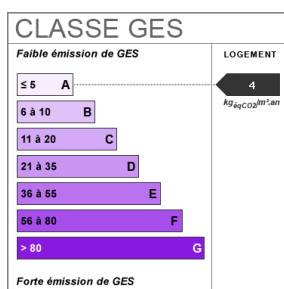 CLASSE GES
Faible émission de GES
LOGEMENT
≤ 5 A
4
kgéqCO2/m².an
6 à 10 B
11 à 20 C
21 à 35 D
36 à 55 E
56 à 80 F
> 80 G
Forte émission de GES